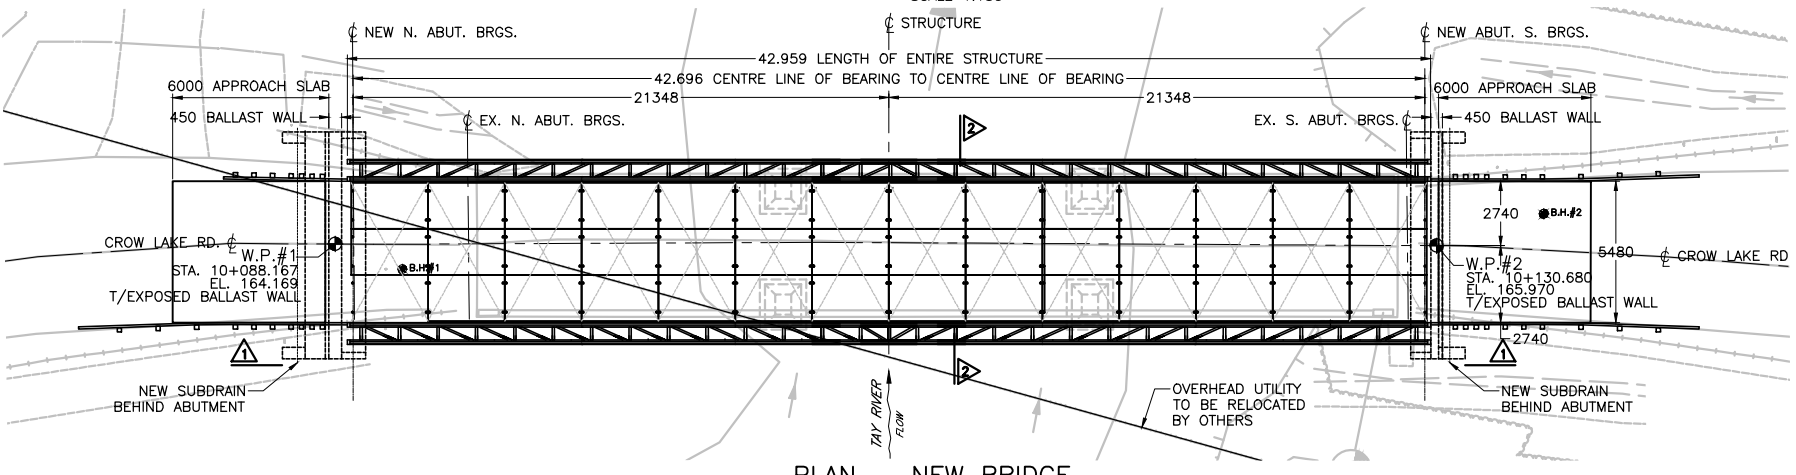 ℄ STRUCTURE
℄ NEW N. ABUT. BRGS.
℄ NEW ABUT. S. BRGS.
42.959 LENGTH OF ENTIRE STRUCTURE
42.696 CENTRE LINE OF BEARING TO CENTRE LINE OF BEARING
6000 APPROACH SLAB
21348
21348
6000 APPROACH SLAB
450 BALLAST WALL
℄ EX. N. ABUT. BRGS.
2
EX. S. ABUT. BRGS. ℄
450 BALLAST WALL
2740
B.H.#2
CROW LAKE RD. ℄
W.P.#1
STA. 10+088.167
EL. 164.169
T/EXPOSED BALLAST WALL
B.H.#1
5480
℄ CROW LAKE RD
W.P.#2
STA. 10+130.680
EL. 165.970
T/EXPOSED BALLAST WALL
2740
1
1
2
NEW SUBDRAIN
BEHIND ABUTMENT
TAY RIVER
FLOW
OVERHEAD UTILITY
TO BE RELOCATED
BY OTHERS
NEW SUBDRAIN
BEHIND ABUTMENT
PLAN NEW BRIDGE